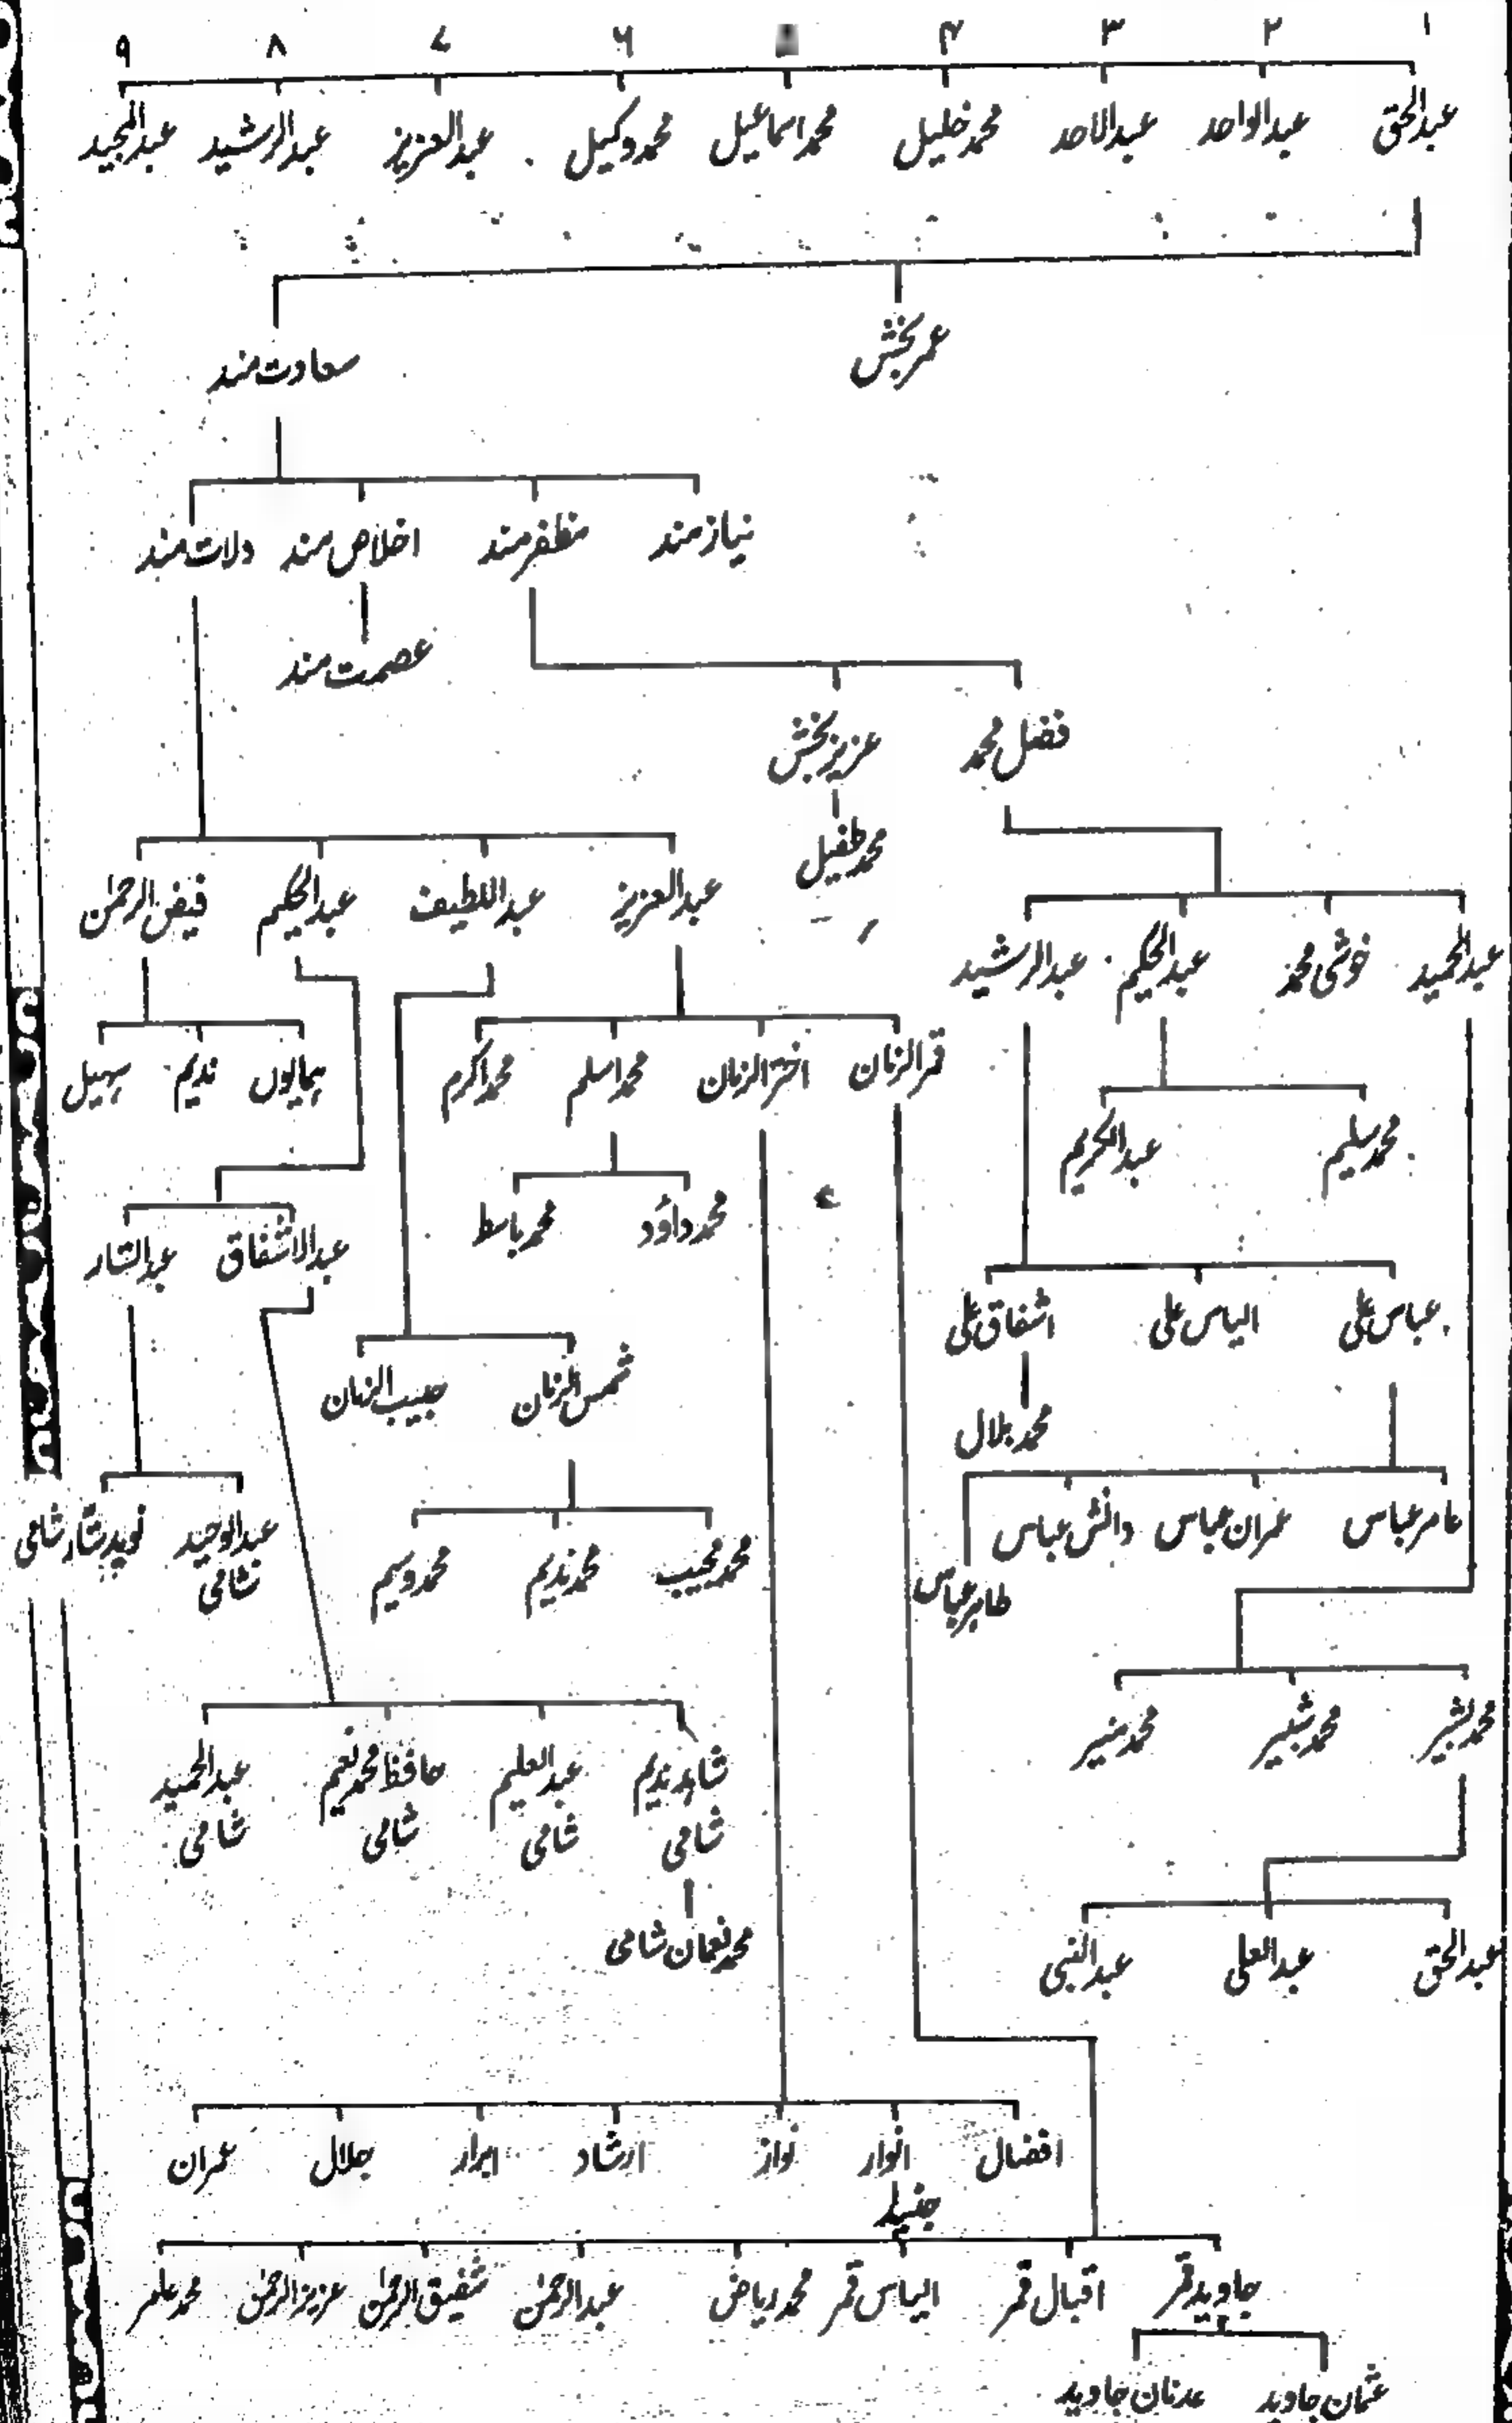 ۱ ۲ ۳ ۴ ۶ ۷ ۸ ۹
عبدالحق عبدالواحد عبدالاحد محمد خلیل محمد اسماعیل محمد وکیل عبدالعزیز عبدالرشید عبدالمجید
عمر بخش سعادت مند
نیاز مند مظفر مند اخلاص مند دلات مند
عصمت مند
فضل محمد عزیز بخش
محمد طفیل
عبدالعزیز عبداللطیف عبدالحکیم فیض الرحمٰن
عبدالحمید خوشی محمد عبدالحکیم عبدالرشید
قمرالزمان اخترالزمان محمد اسلم محمد اکرم ہمایوں ندیم سہیل
محمد سلیم عبدالکریم
محمد داؤد محمد باسط عبدالاشفاق عبدالستار
عباس علی الیاس علی اشفاق علی
شمس الزمان حبیب الزمان
محمد بلال
عامر عباس عمران عباس دانش عباس
طاہر عباس
محمد مجیب محمد ندیم محمد وسیم
عبدالوحید
شامی
نوید ستار شامی
محمد بشیر محمد شبیر محمد منیر
شاہد ندیم عبدالعلیم حافظ محمد نعیم عبدالحمید
شامی شامی شامی شامی
محمد نعمان شامی
عبدالحق عبدالعلی عبدالنبی
افضال انوار نواز ارشاد ابرار جلال عمران
جنید
جاوید قمر اقبال قمر الیاس قمر محمد ریاض عبدالرحمٰن شفیق الرحمٰن عزیز الرحمٰن محمد عامر
عثمان جاوید عدنان جاوید